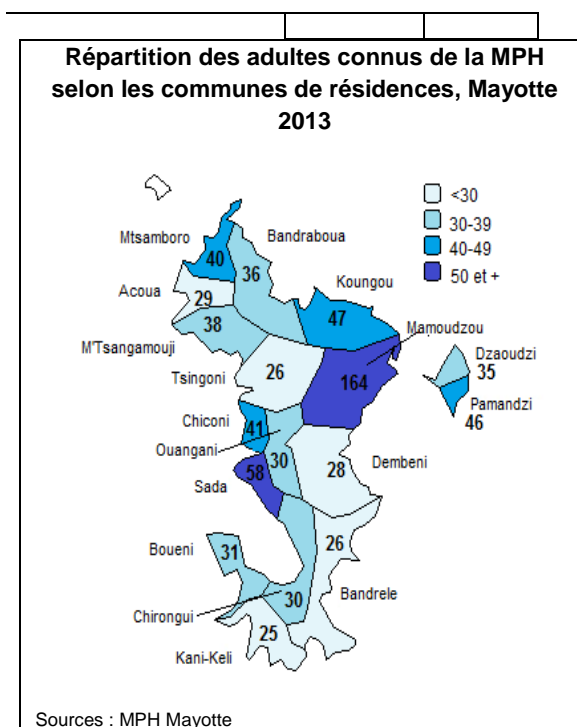 Répartition des adultes connus de la MPH
selon les communes de résidences, Mayotte
2013
<30
30-39
40-49
50 et +
Mtsamboro
40
Bandraboua
36
Acoua
29
Koungou
47
38
M'Tsangamouji
Mamoudzou
164
Dzaoudzi
35
Tsingoni
26
Pamandzi
46
Chiconi
41
Ouangani
30
Sada
58
28
Dembeni
Boueni
31
26
Bandrele
Chirongui
30
25
Kani-Keli
Sources : MPH Mayotte